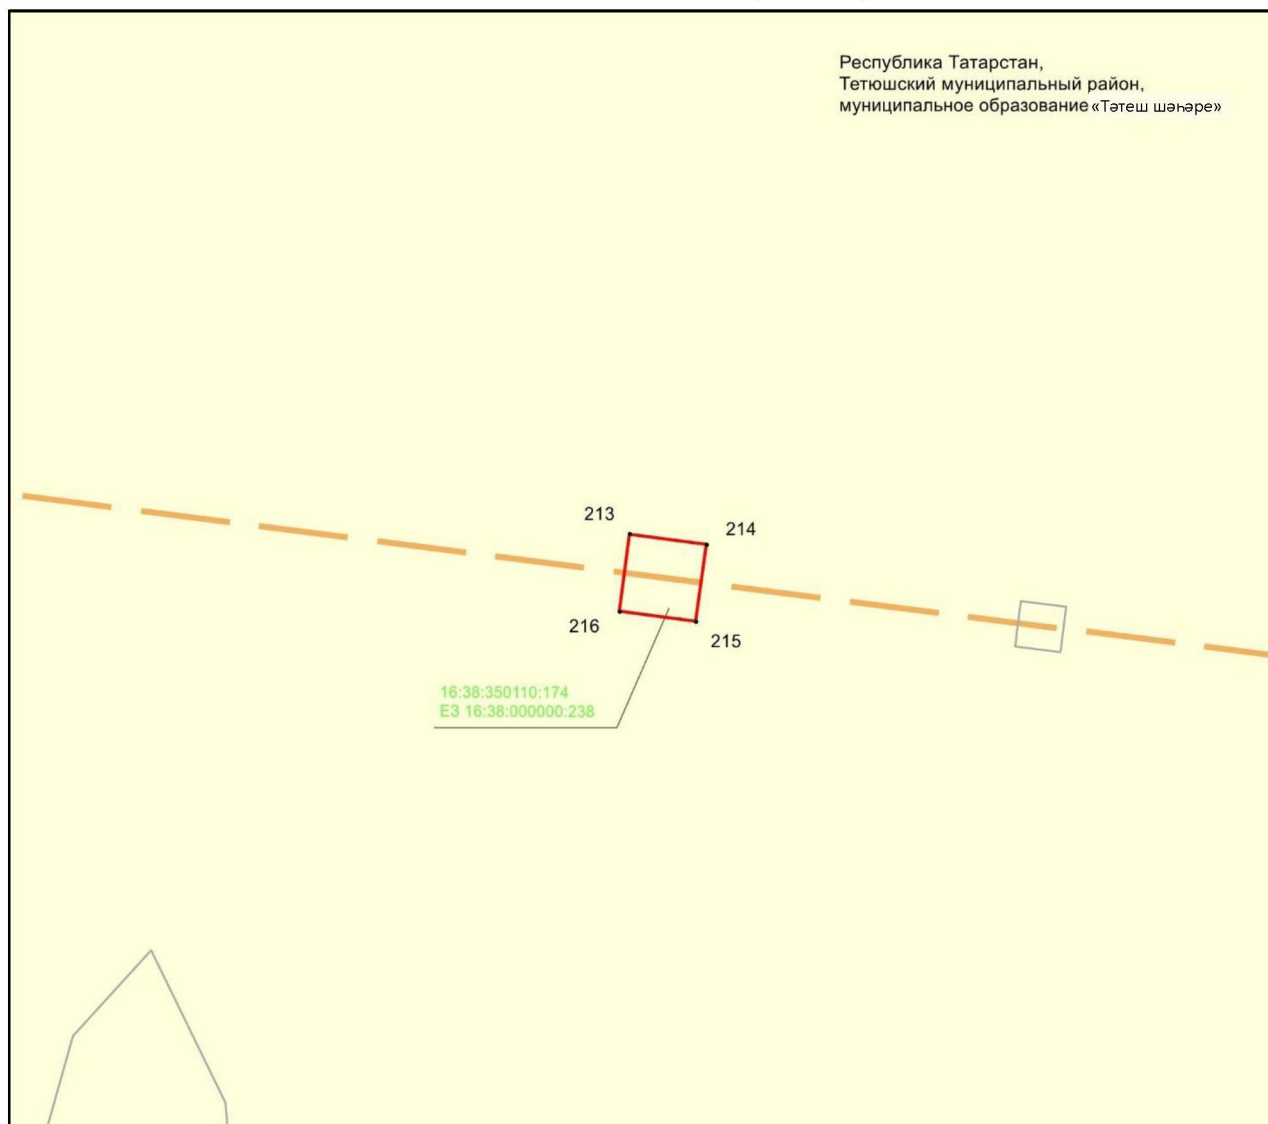 Республика Татарстан,
Тетюшский муниципальный район,
муниципальное образование «Тәтеш шәһәре»
213
214
216
215
16:38:350110:174
ЕЗ 16:38:000000:238